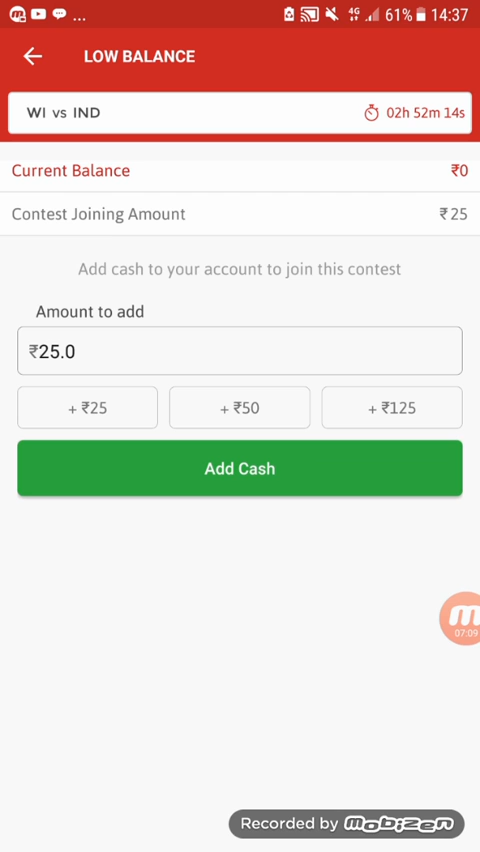 ... 4G 61% 14:37
LOW BALANCE
WI vs IND 02h 52m 14s
Current Balance ₹0
Contest Joining Amount ₹25
Add cash to your account to join this contest
Amount to add
₹25.0
+ ₹25 + ₹50 + ₹125
Add Cash
m
07:09
Recorded by mobizen